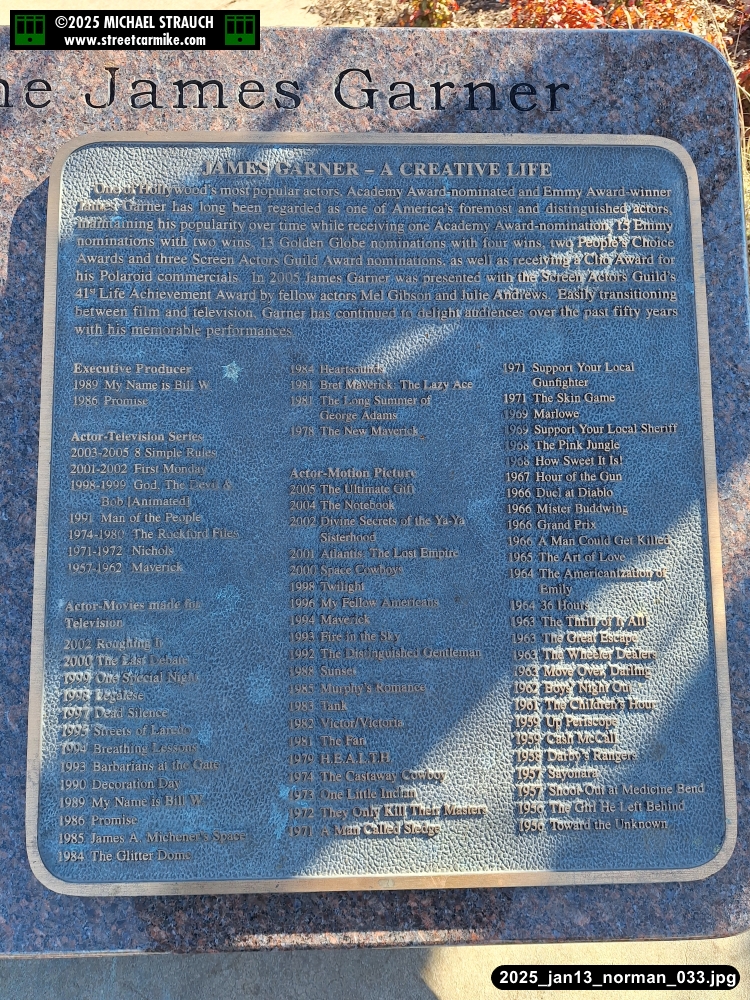 ©2025 MICHAEL STRAUCH
www.streetcarmike.com
ne James Garner
JAMES GARNER – A CREATIVE LIFE
One of Hollywood's most popular actors, Academy Award-nominated and Emmy Award-winner
James Garner has long been regarded as one of America's foremost and distinguished actors,
maintaining his popularity over time while receiving one Academy Award-nomination, 15 Emmy
nominations with two wins, 13 Golden Globe nominations with four wins, two People's Choice
Awards and three Screen Actors Guild Award nominations, as well as receiving a Clio Award for
his Polaroid commercials. In 2005 James Garner was presented with the Screen Actors Guild's
41st Life Achievement Award by fellow actors Mel Gibson and Julie Andrews. Easily transitioning
between film and television, Garner has continued to delight audiences over the past fifty years
with his memorable performances.
Executive Producer
1989 My Name is Bill W.
1986 Promise
Actor-Television Series
2003-2005 8 Simple Rules
2001-2002 First Monday
1998-1999 God, The Devil &
Bob [Animated]
1991 Man of the People
1974-1980 The Rockford Files
1971-1972 Nichols
1957-1962 Maverick
Actor-Movies made for
Television
2002 Roughing It
2000 The Last Debate
1999 One Special Night
1998 Legalese
1997 Dead Silence
1995 Streets of Laredo
1994 Breathing Lessons
1993 Barbarians at the Gate
1990 Decoration Day
1989 My Name is Bill W.
1986 Promise
1985 James A. Michener's Space
1984 The Glitter Dome
1984 Heartsounds
1981 Bret Maverick: The Lazy Ace
1981 The Long Summer of
George Adams
1978 The New Maverick
Actor-Motion Picture
2005 The Ultimate Gift
2004 The Notebook
2002 Divine Secrets of the Ya-Ya
Sisterhood
2001 Atlantis: The Lost Empire
2000 Space Cowboys
1998 Twilight
1996 My Fellow Americans
1994 Maverick
1993 Fire in the Sky
1992 The Distinguished Gentleman
1988 Sunset
1985 Murphy's Romance
1983 Tank
1982 Victor/Victoria
1981 The Fan
1979 H.E.A.L.T.H.
1974 The Castaway Cowboy
1973 One Little Indian
1972 They Only Kill Their Masters
1971 A Man Called Sledge
1971 Support Your Local
Gunfighter
1971 The Skin Game
1969 Marlowe
1969 Support Your Local Sheriff
1968 The Pink Jungle
1968 How Sweet It Is!
1967 Hour of the Gun
1966 Duel at Diablo
1966 Mister Buddwing
1966 Grand Prix
1966 A Man Could Get Killed
1965 The Art of Love
1964 The Americanization of
Emily
1964 36 Hours
1963 The Thrill of It All
1963 The Great Escape
1963 The Wheeler Dealers
1963 Move Over, Darling
1962 Boys' Night Out
1961 The Children's Hour
1959 Up Periscope
1959 Cash McCall
1958 Darby's Rangers
1957 Sayonara
1957 Shoot-Out at Medicine Bend
1956 The Girl He Left Behind
1956 Toward the Unknown
2025_jan13_norman_033.jpg